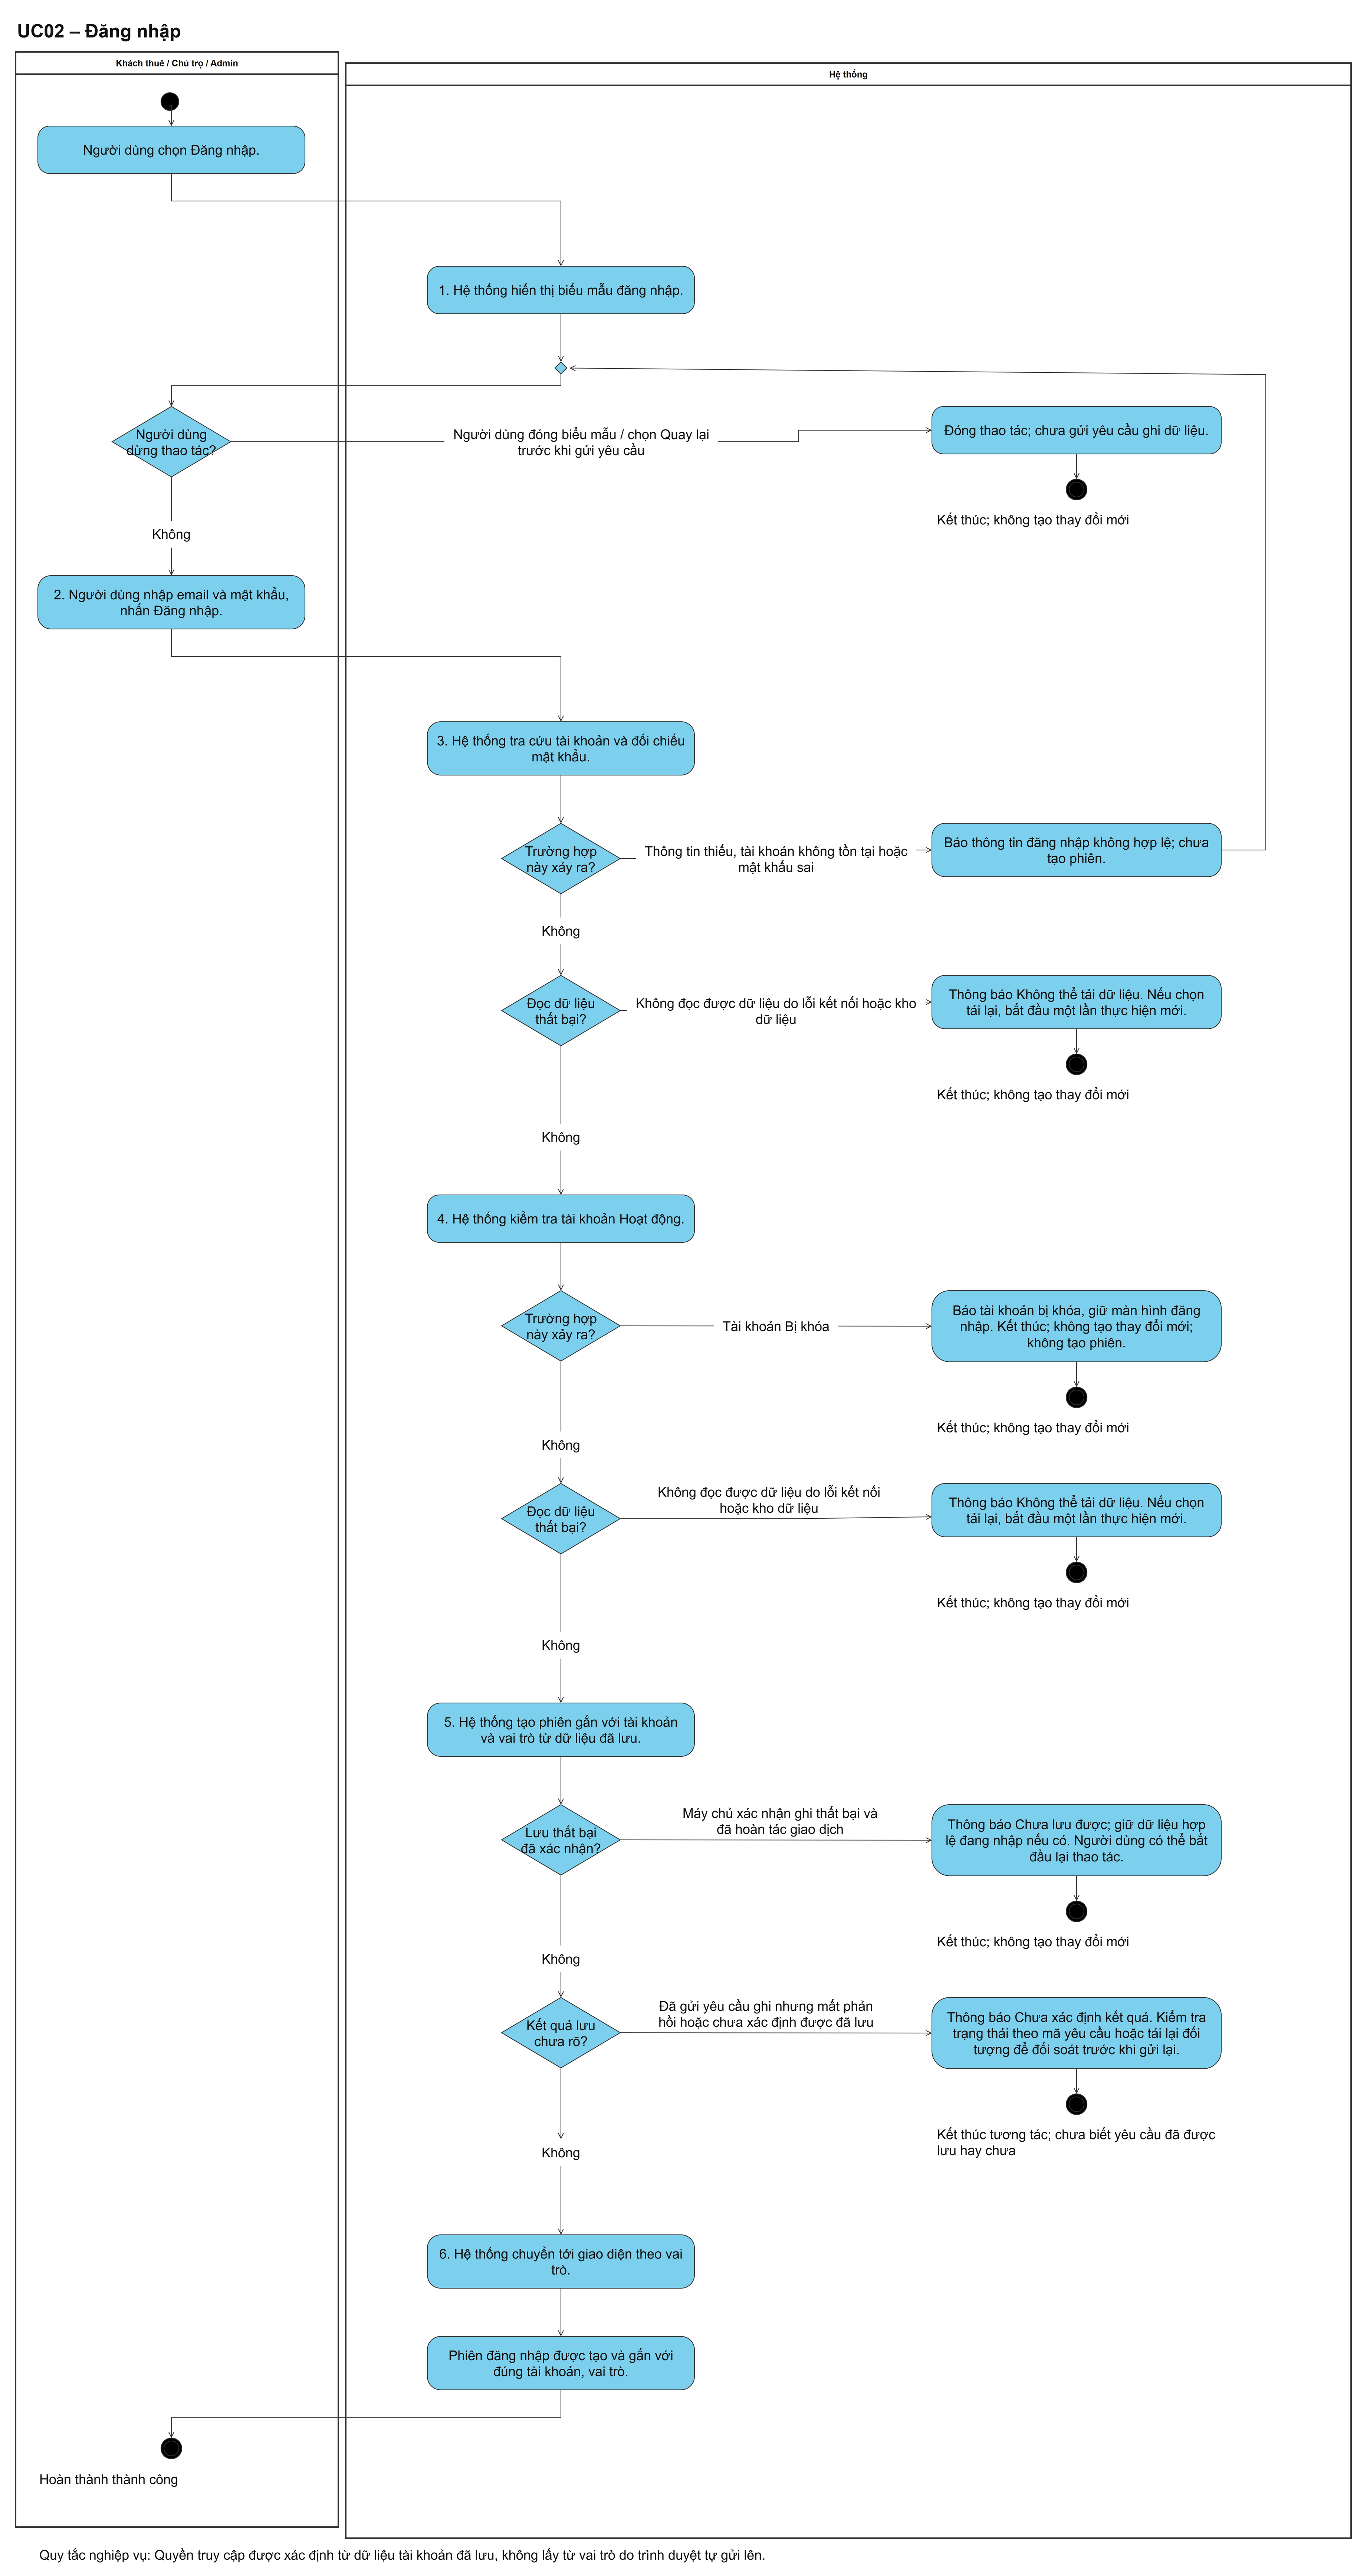 UC02 – Đăng nhập
Khách thuê / Chủ trọ / Admin
Hệ thống
Người dùng chọn Đăng nhập.
1. Hệ thống hiển thị biểu mẫu đăng nhập.
Người dùng
dừng thao tác?
Người dùng đóng biểu mẫu / chọn Quay lại
trước khi gửi yêu cầu
Đóng thao tác; chưa gửi yêu cầu ghi dữ liệu.
Kết thúc; không tạo thay đổi mới
Không
2. Người dùng nhập email và mật khẩu,
nhấn Đăng nhập.
3. Hệ thống tra cứu tài khoản và đối chiếu
mật khẩu.
Trường hợp
này xảy ra?
Thông tin thiếu, tài khoản không tồn tại hoặc
mật khẩu sai
Báo thông tin đăng nhập không hợp lệ; chưa
tạo phiên.
Không
Đọc dữ liệu
thất bại?
Không đọc được dữ liệu do lỗi kết nối hoặc kho
dữ liệu
Thông báo Không thể tải dữ liệu. Nếu chọn
tải lại, bắt đầu một lần thực hiện mới.
Kết thúc; không tạo thay đổi mới
Không
4. Hệ thống kiểm tra tài khoản Hoạt động.
Trường hợp
này xảy ra?
Tài khoản Bị khóa
Báo tài khoản bị khóa, giữ màn hình đăng
nhập. Kết thúc; không tạo thay đổi mới;
không tạo phiên.
Kết thúc; không tạo thay đổi mới
Không
Đọc dữ liệu
thất bại?
Không đọc được dữ liệu do lỗi kết nối
hoặc kho dữ liệu
Thông báo Không thể tải dữ liệu. Nếu chọn
tải lại, bắt đầu một lần thực hiện mới.
Kết thúc; không tạo thay đổi mới
Không
5. Hệ thống tạo phiên gắn với tài khoản
và vai trò từ dữ liệu đã lưu.
Lưu thất bại
đã xác nhận?
Máy chủ xác nhận ghi thất bại và
đã hoàn tác giao dịch
Thông báo Chưa lưu được; giữ dữ liệu hợp
lệ đang nhập nếu có. Người dùng có thể bắt
đầu lại thao tác.
Kết thúc; không tạo thay đổi mới
Không
Kết quả lưu
chưa rõ?
Đã gửi yêu cầu ghi nhưng mất phản
hồi hoặc chưa xác định được đã lưu
Thông báo Chưa xác định kết quả. Kiểm tra
trạng thái theo mã yêu cầu hoặc tải lại đối
tượng để đối soát trước khi gửi lại.
Kết thúc tương tác; chưa biết yêu cầu đã được
lưu hay chưa
Không
6. Hệ thống chuyển tới giao diện theo vai
trò.
Phiên đăng nhập được tạo và gắn với
đúng tài khoản, vai trò.
Hoàn thành thành công
Quy tắc nghiệp vụ: Quyền truy cập được xác định từ dữ liệu tài khoản đã lưu, không lấy từ vai trò do trình duyệt tự gửi lên.